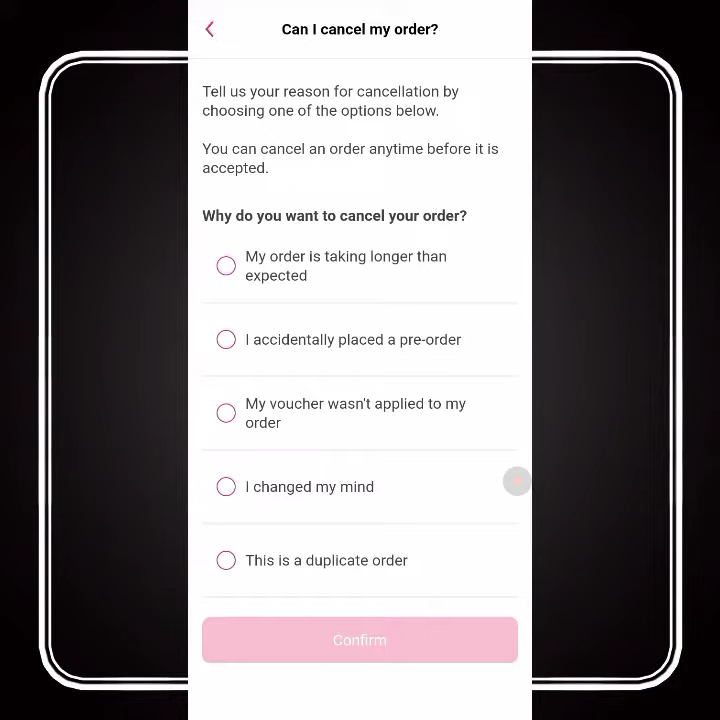 Can I cancel my order?
Tell us your reason for cancellation by
choosing one of the options below.
You can cancel an order anytime before it is
accepted.
Why do you want to cancel your order?
My order is taking longer than
expected
I accidentally placed a pre-order
My voucher wasn't applied to my
order
I changed my mind
This is a duplicate order
Confirm